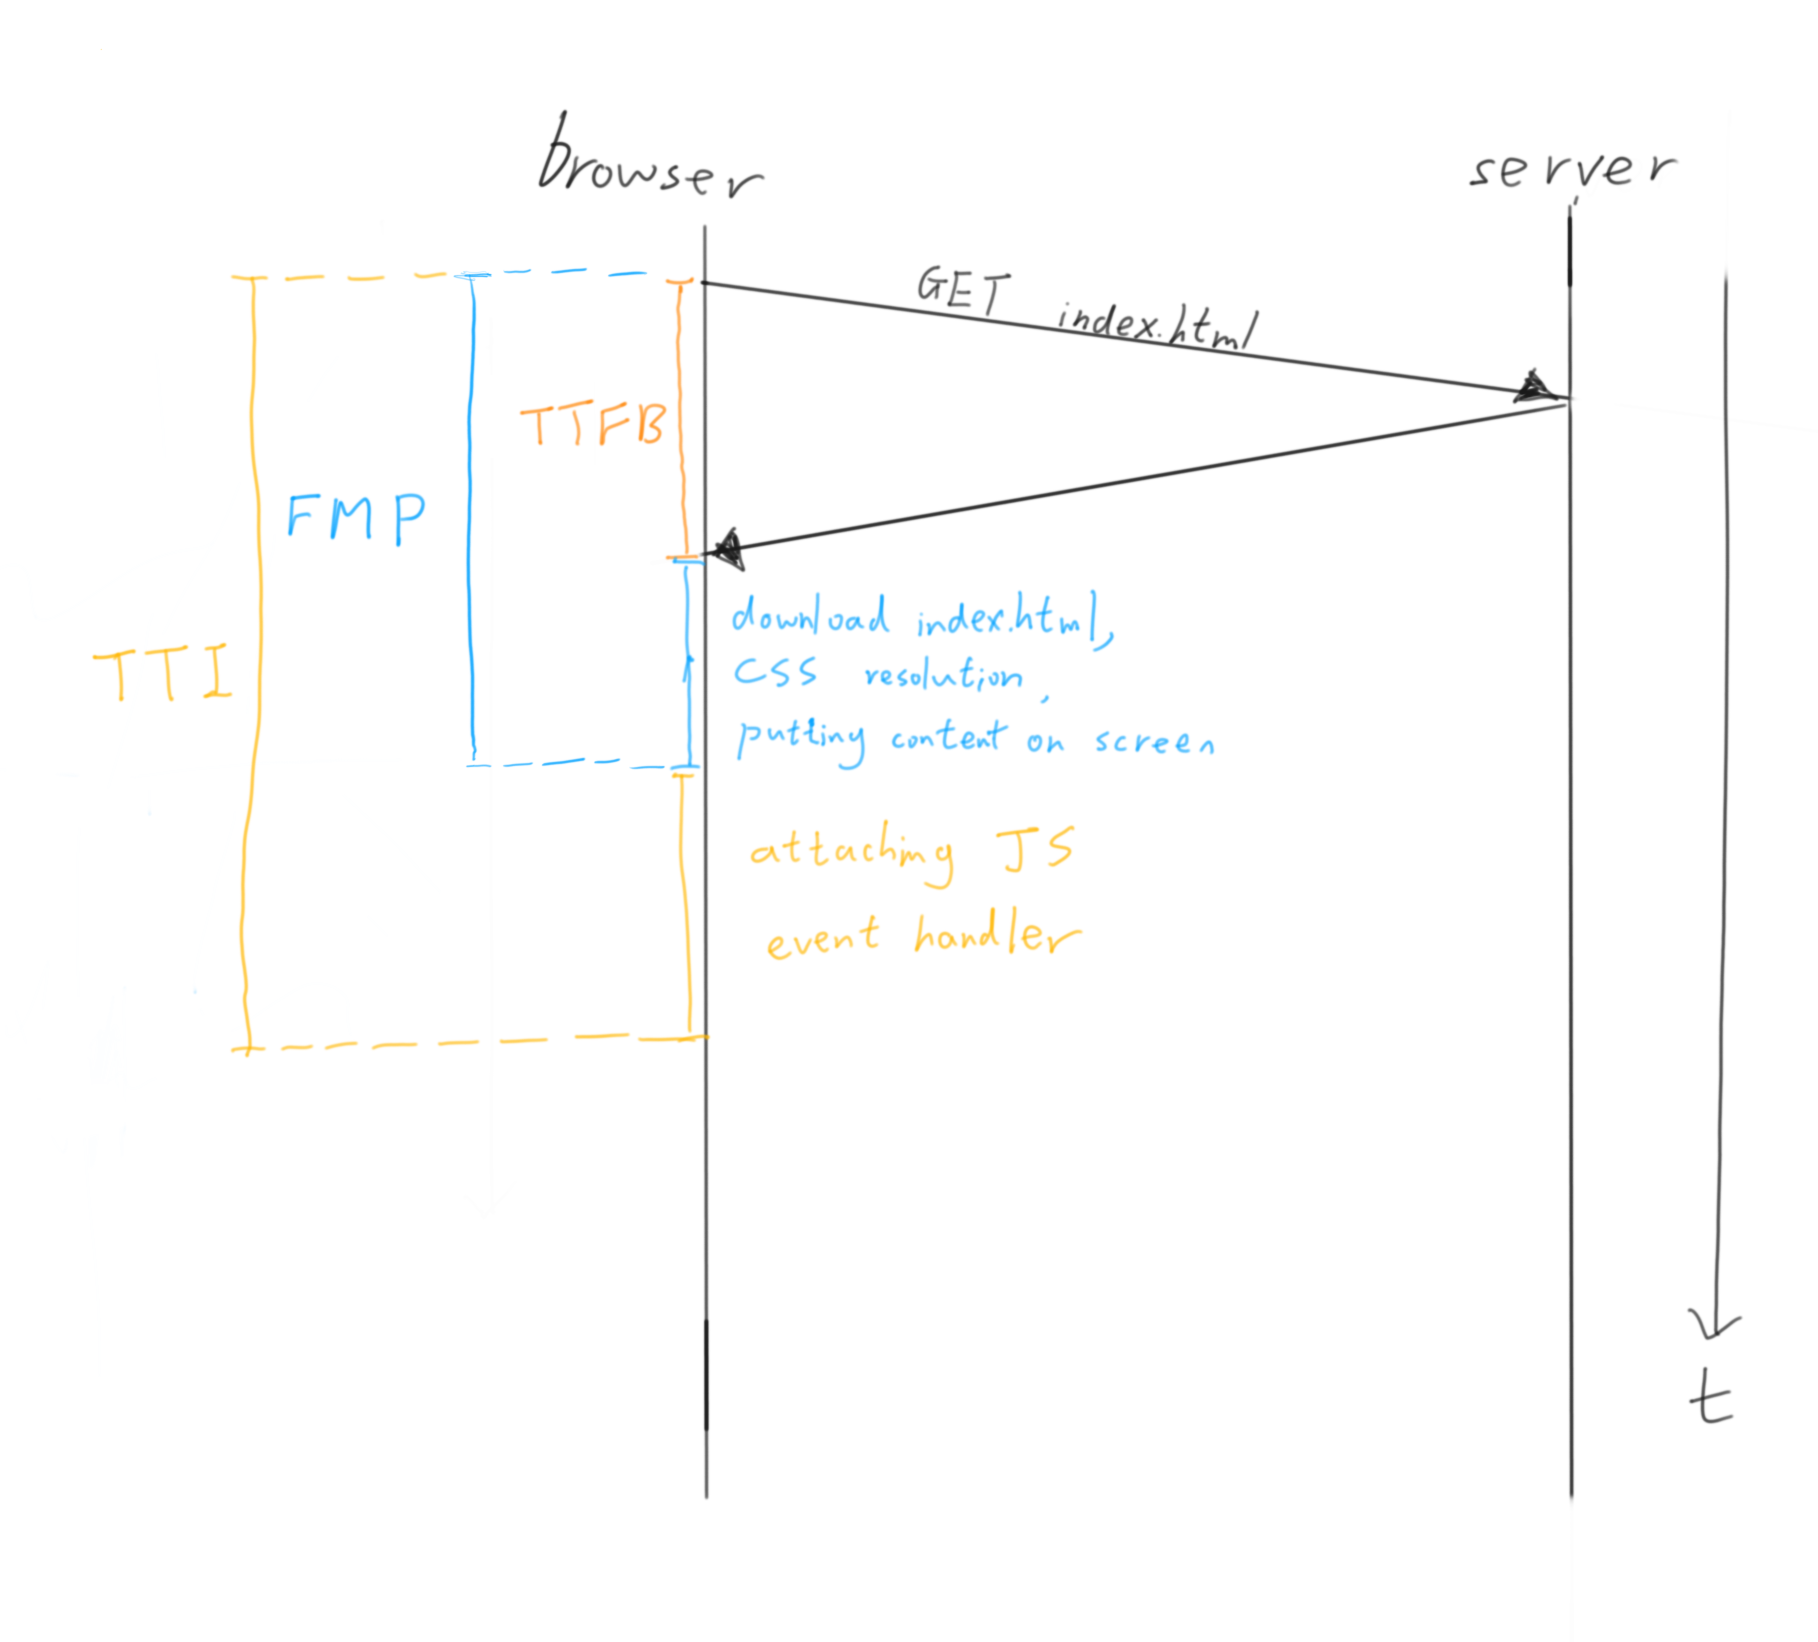 browser
server
GET index.html
TTFB
FMP
TTI
download index.html,
CSS resolution,
putting content on screen
attaching JS
event handler
t